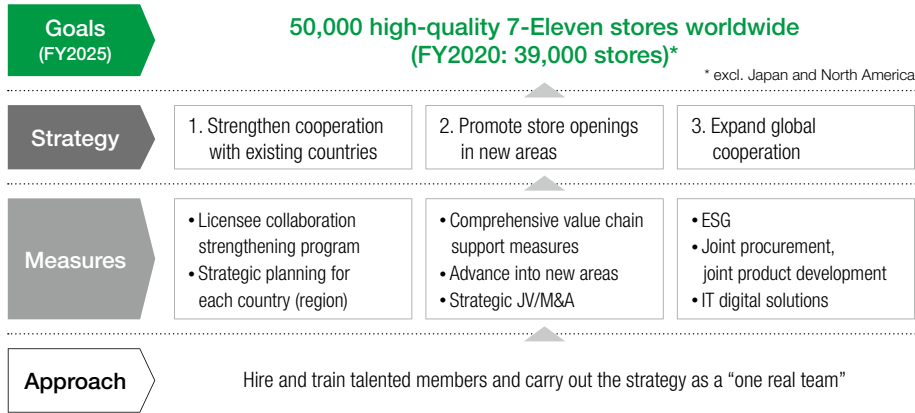 Goals
(FY2025)
50,000 high-quality 7-Eleven stores worldwide
(FY2020: 39,000 stores)*
* excl. Japan and North America
Strategy
1. Strengthen cooperation
with existing countries
2. Promote store openings
in new areas
3. Expand global
cooperation
Measures
• Licensee collaboration
strengthening program
• Strategic planning for
each country (region)
• Comprehensive value chain
support measures
• Advance into new areas
• Strategic JV/M&A
• ESG
• Joint procurement,
joint product development
• IT digital solutions
Approach
Hire and train talented members and carry out the strategy as a “one real team”